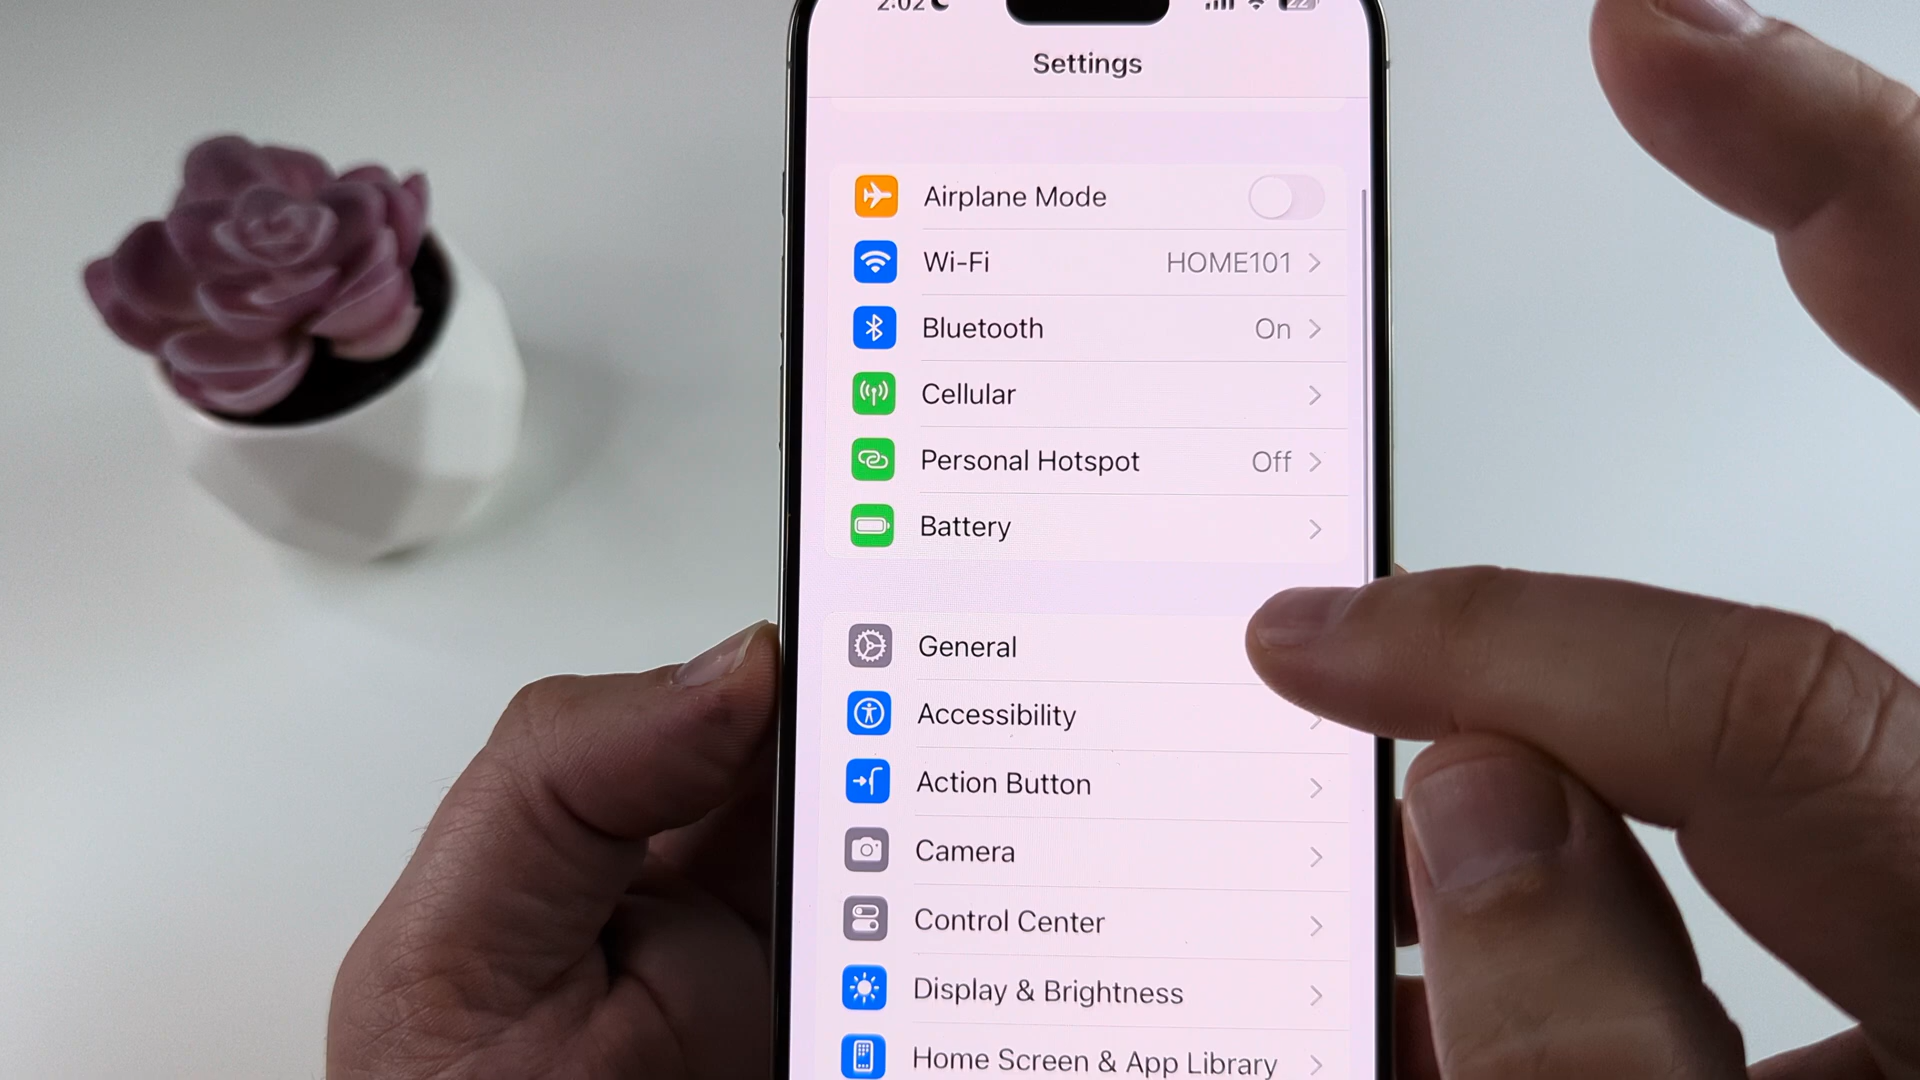 2:02
22
Settings
Airplane Mode
Wi-Fi HOME101
Bluetooth On
Cellular
Personal Hotspot Off
Battery
General
Accessibility
Action Button
Camera
Control Center
Display & Brightness
Home Screen & App Library